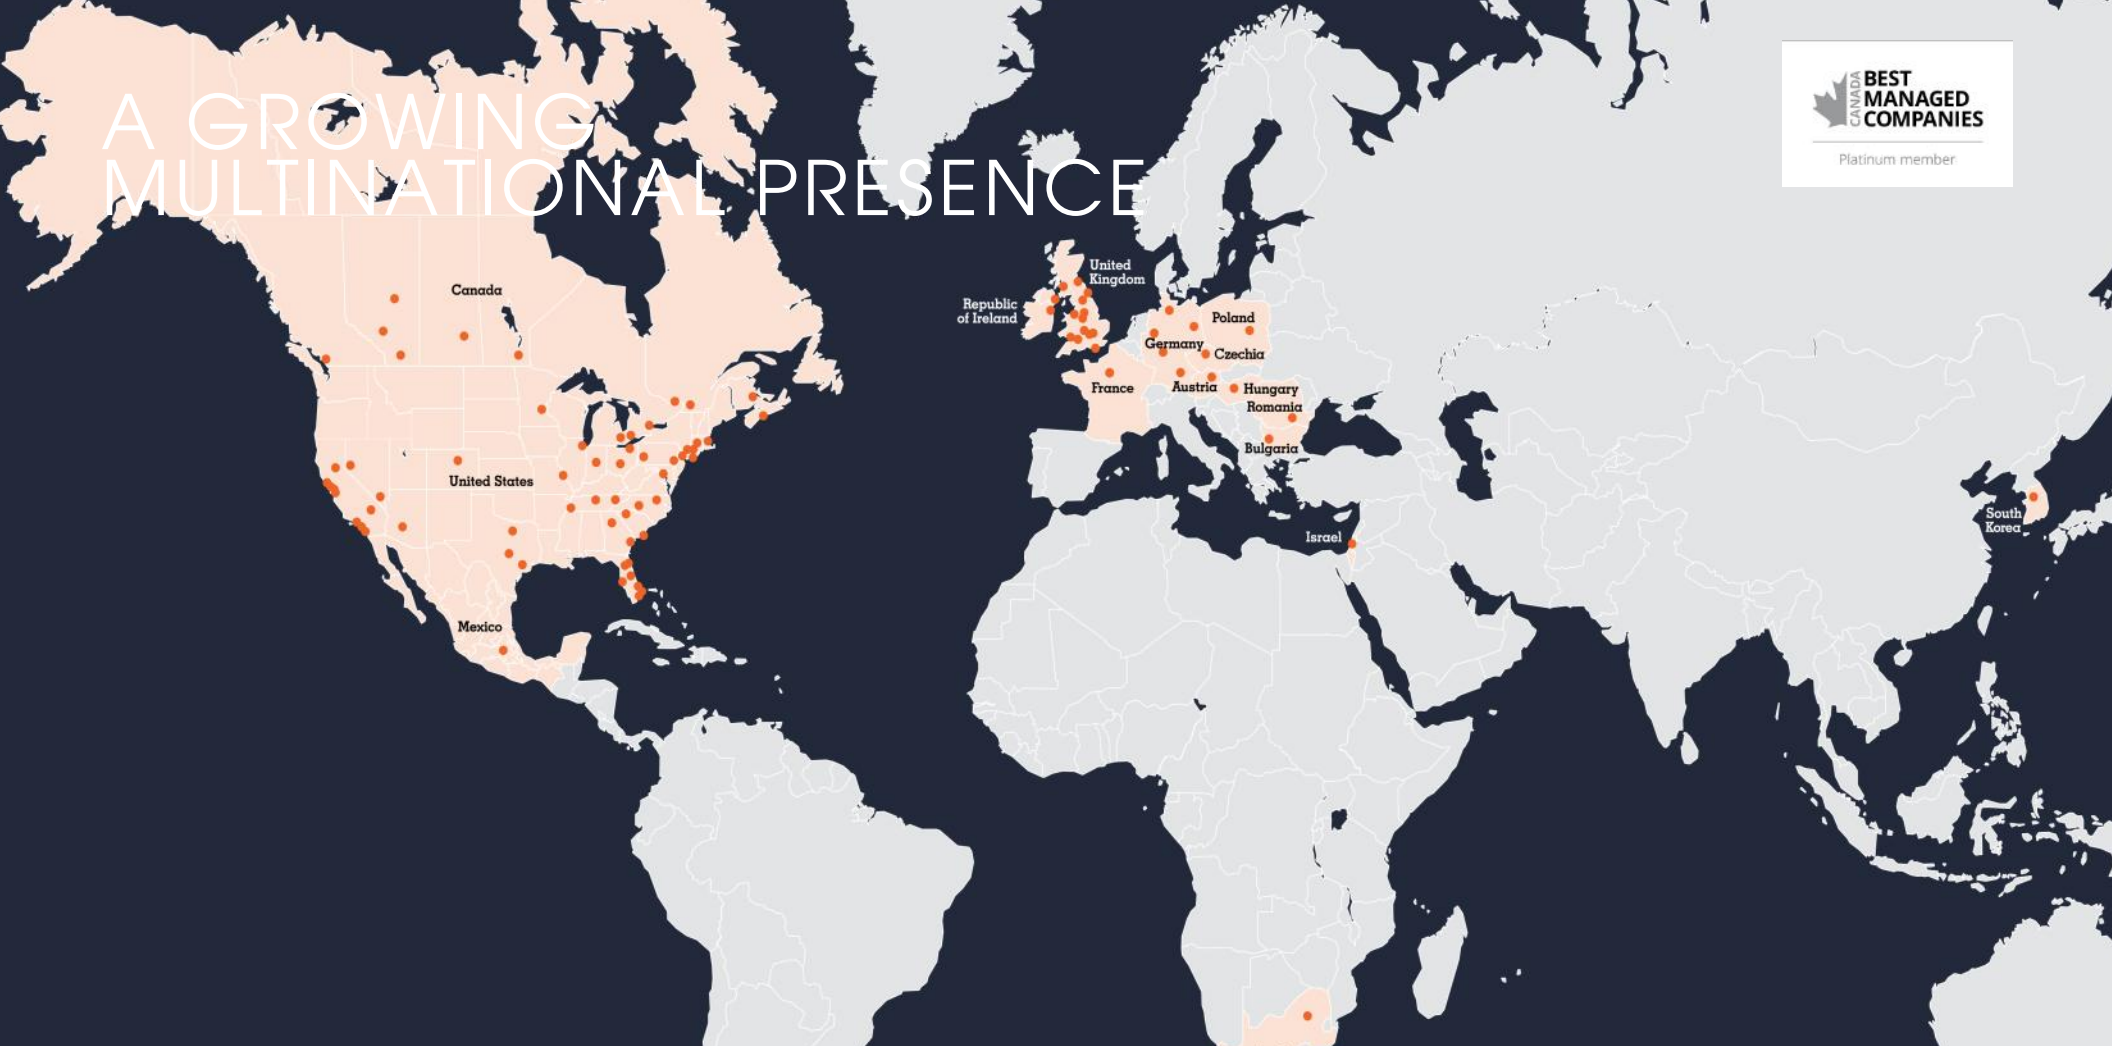 A GROWING
MULTINATIONAL PRESENCE
CANADA
BEST
MANAGED
COMPANIES
Platinum member
Canada
United States
Mexico
United
Kingdom
Republic
of Ireland
Poland
Germany
Czechia
France
Austria
Hungary
Romania
Bulgaria
Israel
South
Korea